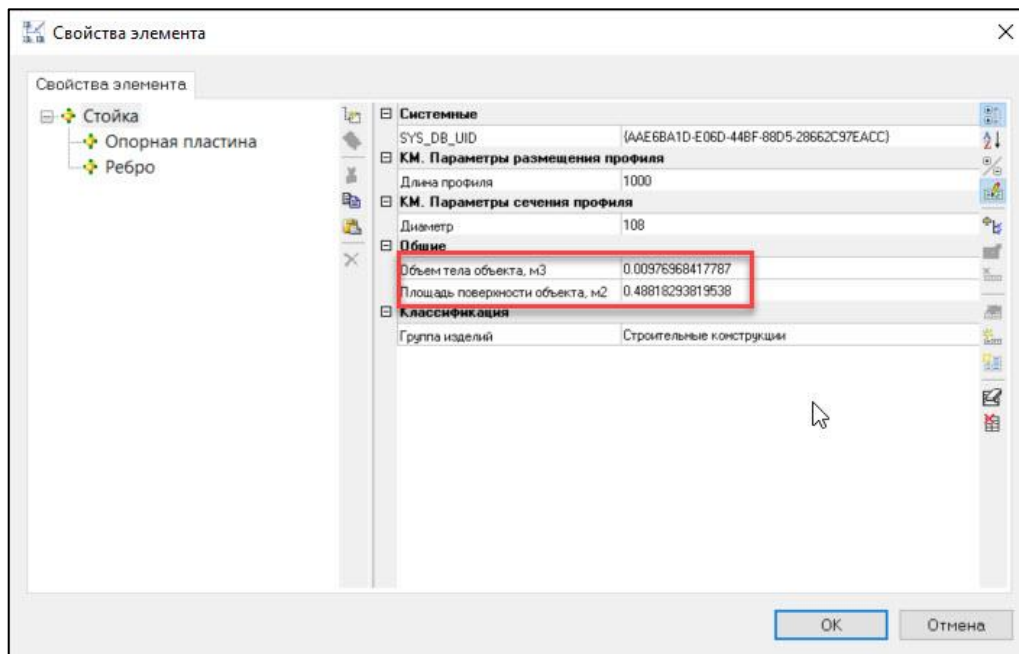 Свойства элемента
Свойства элемента
Стойка
Опорная пластина
Ребро
Системные
SYS_DB_UID {AAE6BA1D-E06D-44BF-88D5-28662C97EACC}
КМ. Параметры размещения профиля
Длина профиля 1000
КМ. Параметры сечения профиля
Диаметр 108
Общие
Объем тела объекта, м3 0.00976968417787
Площадь поверхности объекта, м2 0.48818293819538
Классификация
Группа изделий Строительные конструкции
OK Отмена